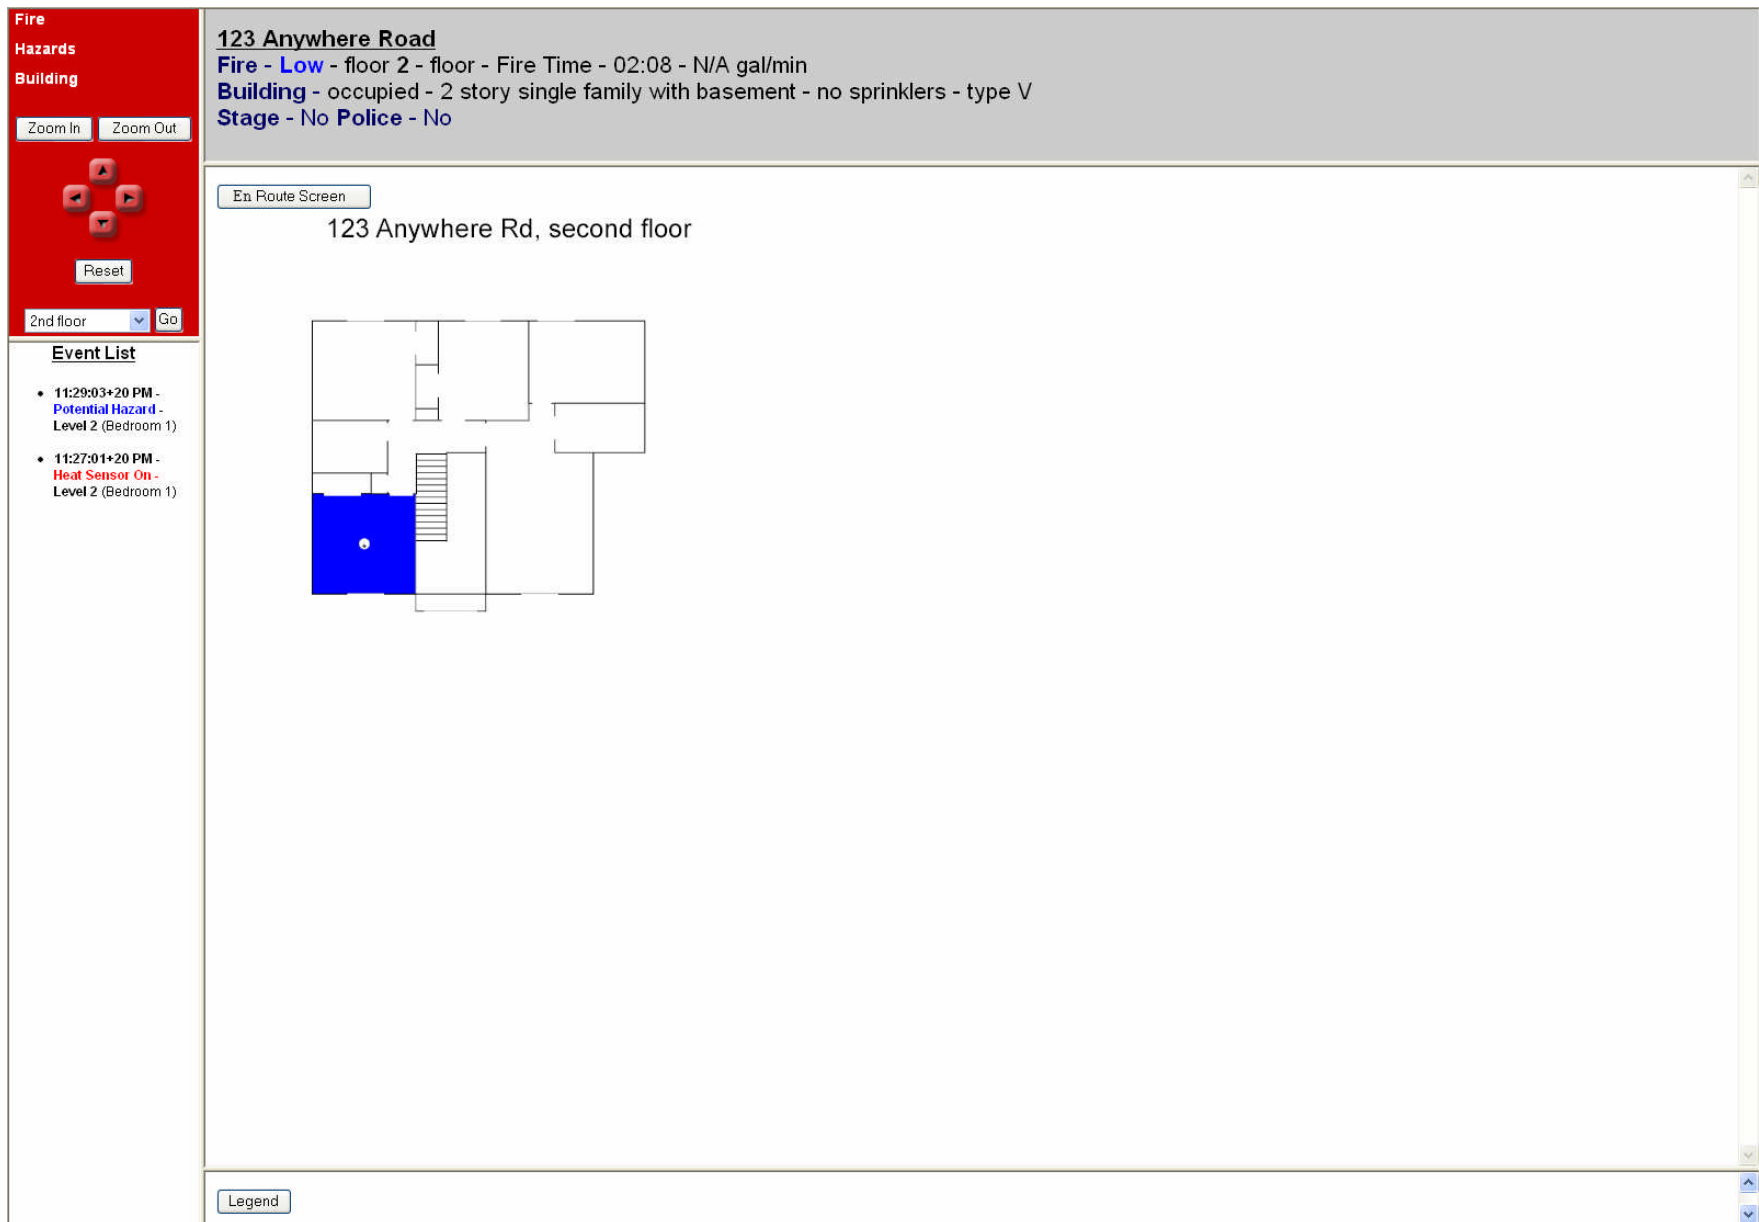 Fire
Hazards
Building
Zoom In Zoom Out
Reset
2nd floor Go
Event List
11:29:03+20 PM -
Potential Hazard -
Level 2 (Bedroom 1)
11:27:01+20 PM -
Heat Sensor On -
Level 2 (Bedroom 1)
123 Anywhere Road
Fire - Low - floor 2 - floor - Fire Time - 02:08 - N/A gal/min
Building - occupied - 2 story single family with basement - no sprinklers - type V
Stage - No Police - No
En Route Screen
123 Anywhere Rd, second floor
Legend